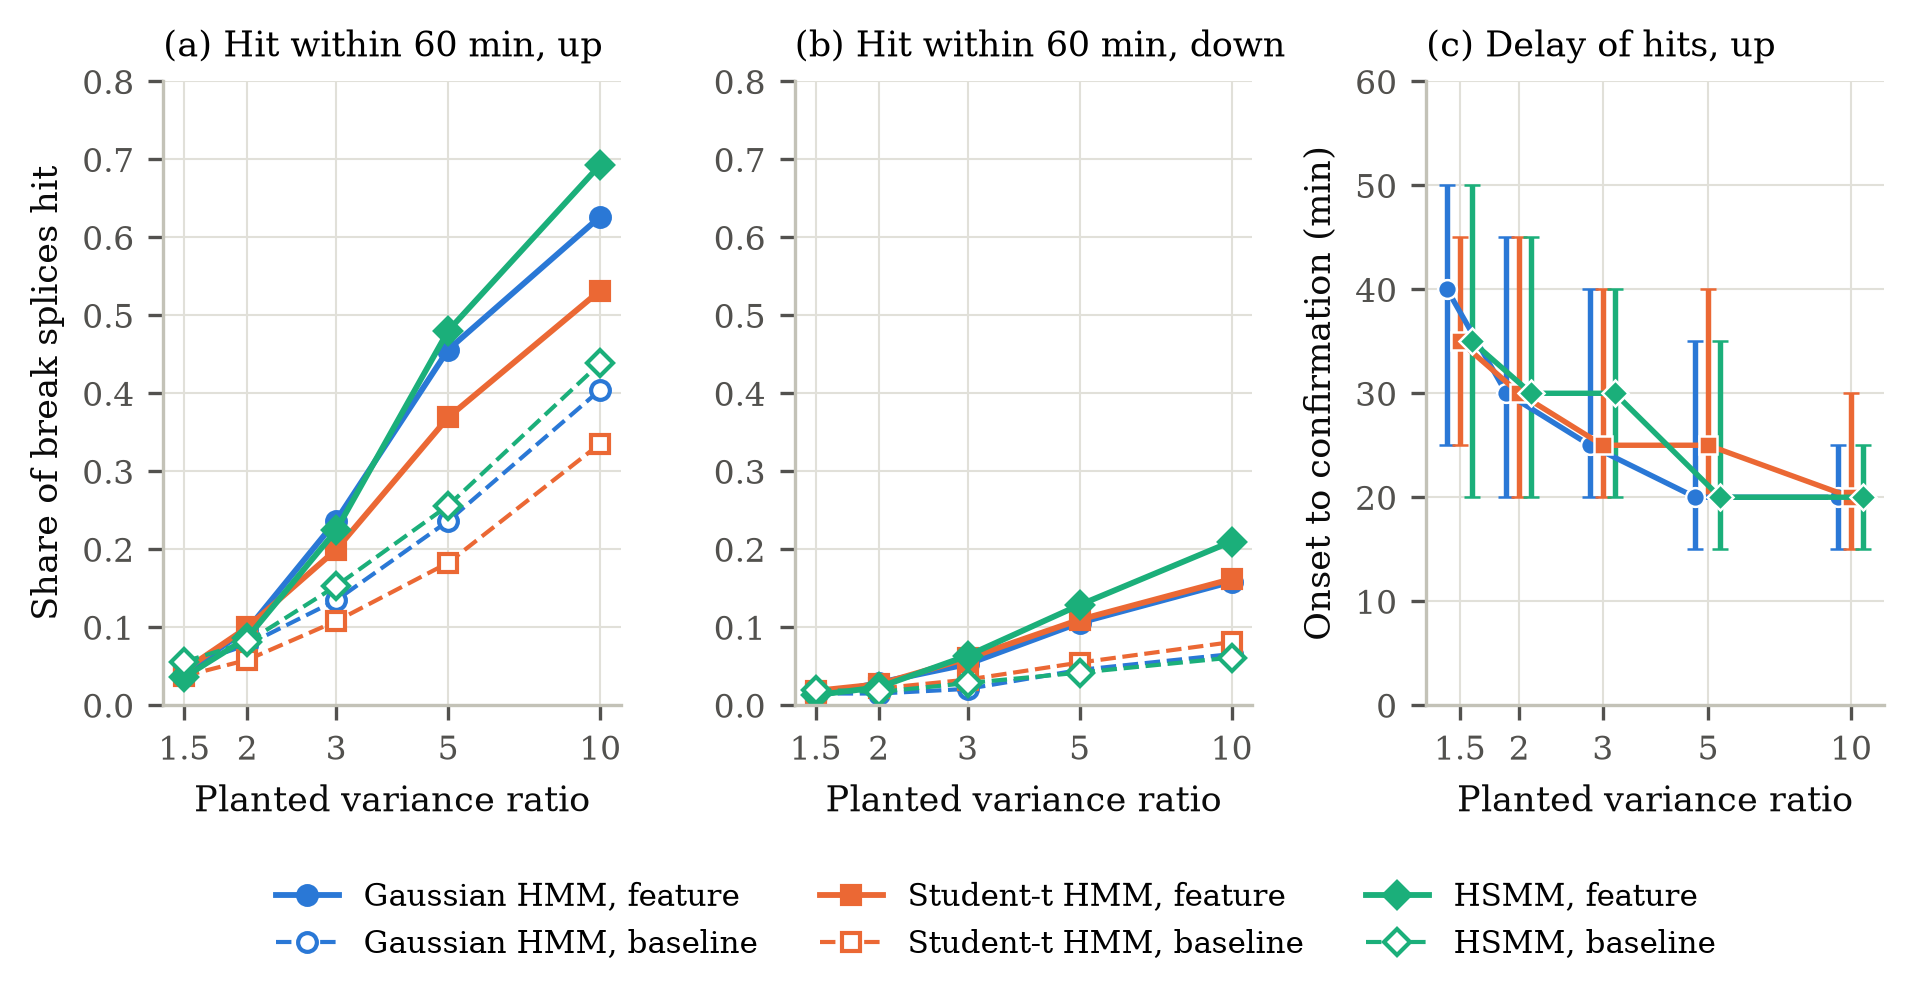 (a) Hit within 60 min, up
(b) Hit within 60 min, down
(c) Delay of hits, up
Share of break splices hit
0.8
0.7
0.6
0.5
0.4
0.3
0.2
0.1
0.0
1.5 2 3 5 10
Planted variance ratio
0.8
0.7
0.6
0.5
0.4
0.3
0.2
0.1
0.0
1.5 2 3 5 10
Planted variance ratio
Onset to confirmation (min)
60
50
40
30
20
10
0
1.5 2 3 5 10
Planted variance ratio
Gaussian HMM, feature
Student-t HMM, feature
HSMM, feature
Gaussian HMM, baseline
Student-t HMM, baseline
HSMM, baseline